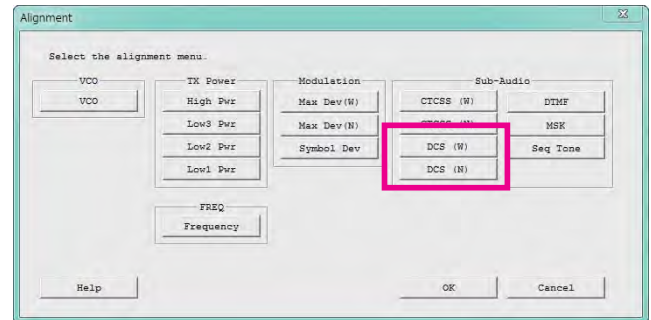 Alignment
Select the alignment menu.
VCO TX Power Modulation Sub-Audio
VCO High Pwr Max Dev(W) CTCSS (W) DTMF
Low3 Pwr Max Dev(N) CTCSS (N) MSK
Low2 Pwr Symbol Dev DCS (W) Seq Tone
Low1 Pwr DCS (N)
FREQ
Frequency
Help OK Cancel